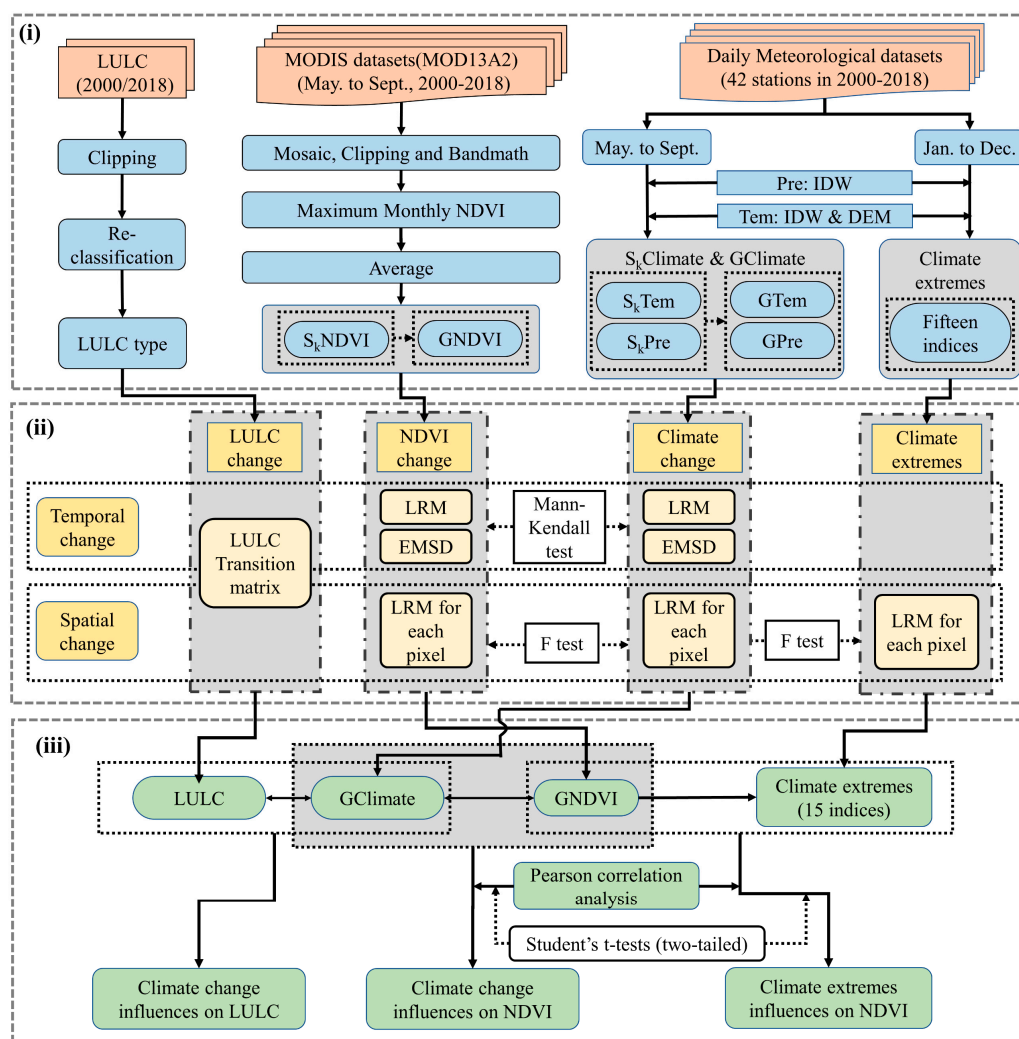 (i)
LULC
(2000/2018)
MODIS datasets(MOD13A2)
(May. to Sept., 2000-2018)
Daily Meteorological datasets
(42 stations in 2000-2018)
Clipping
Mosaic, Clipping and Bandmath
May. to Sept.
Jan. to Dec.
Pre: IDW
Maximum Monthly NDVI
Tem: IDW & DEM
Re-
classification
Average
SₖClimate & GClimate
Climate
extremes
SₖTem
GTem
SₖPre
GPre
Fifteen
indices
LULC type
SₖNDVI
GNDVI
(ii)
LULC
change
NDVI
change
Climate
change
Climate
extremes
Temporal
change
LULC
Transition
matrix
LRM
EMSD
Mann-
Kendall
test
LRM
EMSD
Spatial
change
LRM for
each
pixel
F test
LRM for
each
pixel
F test
LRM for
each pixel
(iii)
LULC
GClimate
GNDVI
Climate extremes
(15 indices)
Pearson correlation
analysis
Student’s t-tests (two-tailed)
Climate change
influences on LULC
Climate change
influences on NDVI
Climate extremes
influences on NDVI